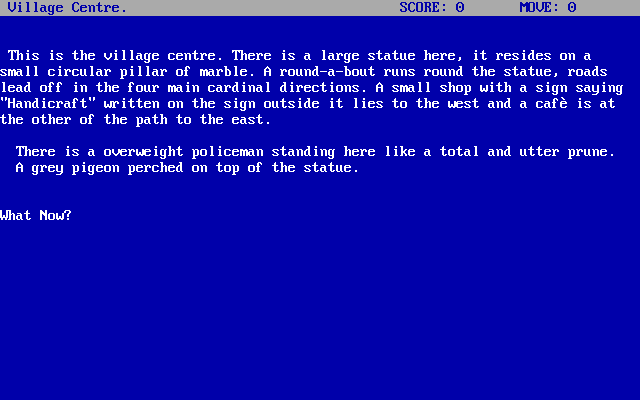 Village Centre. SCORE: 0 MOVE: 0
This is the village centre. There is a large statue here, it resides on a
small circular pillar of marble. A round-a-bout runs round the statue, roads
lead off in the four main cardinal directions. A small shop with a sign saying
"Handicraft" written on the sign outside it lies to the west and a cafè is at
the other of the path to the east.
There is a overweight policeman standing here like a total and utter prune.
A grey pigeon perched on top of the statue.
What Now?